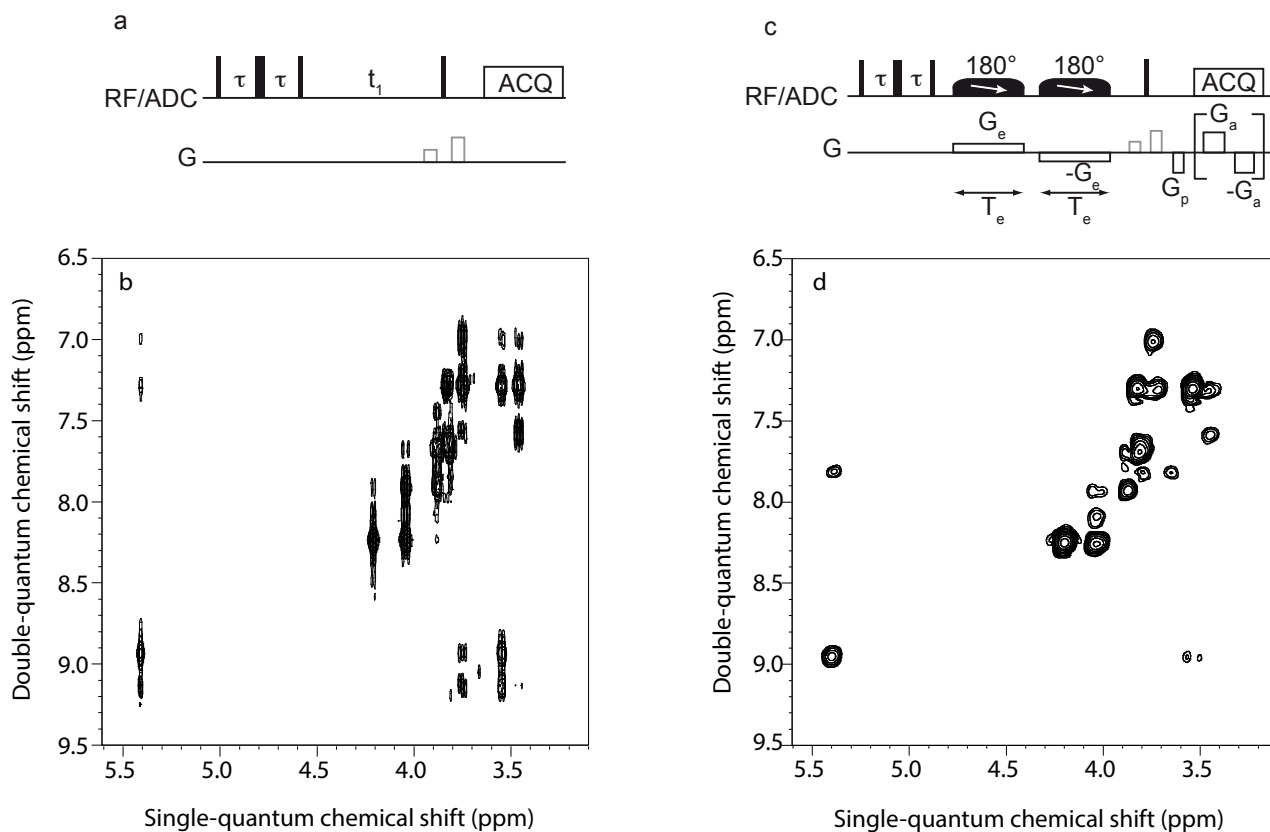 a
τ τ t₁ ACQ
RF/ADC
G
c
180° 180°
τ τ ACQ
RF/ADC
Gₑ Gₐ
G
-Gₑ Gₚ -Gₐ
Tₑ Tₑ
b
6.5
7.0
7.5
8.0
8.5
9.0
9.5
Double-quantum chemical shift (ppm)
5.5 5.0 4.5 4.0 3.5
Single-quantum chemical shift (ppm)
d
6.5
7.0
7.5
8.0
8.5
9.0
9.5
Double-quantum chemical shift (ppm)
5.5 5.0 4.5 4.0 3.5
Single-quantum chemical shift (ppm)